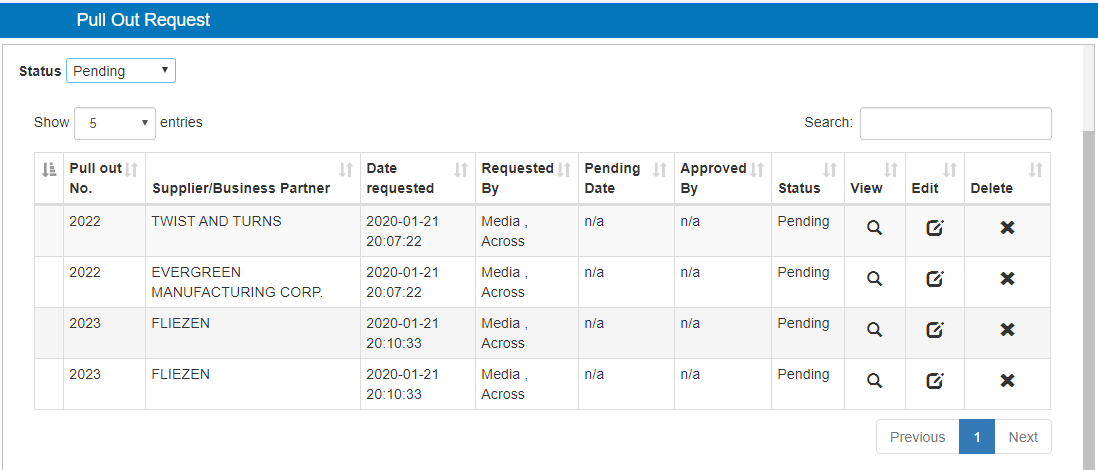 Pull Out Request
Status Pending
Show 5 entries Search:
Pull out No. Supplier/Business Partner Date requested Requested By Pending Date Approved By Status View Edit Delete
2022 TWIST AND TURNS 2020-01-21 20:07:22 Media , Across n/a n/a Pending
2022 EVERGREEN MANUFACTURING CORP. 2020-01-21 20:07:22 Media , Across n/a n/a Pending
2023 FLIEZEN 2020-01-21 20:10:33 Media , Across n/a n/a Pending
2023 FLIEZEN 2020-01-21 20:10:33 Media , Across n/a n/a Pending
Previous 1 Next